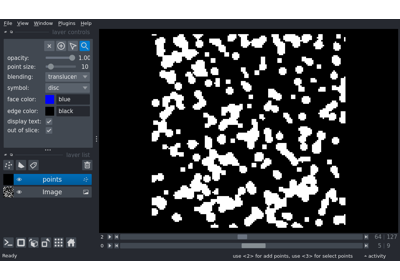 File View Window Plugins Help
layer controls
opacity: 1.00
point size: 10
blending: translucen
symbol: disc
face color: blue
edge color: black
display text:
out of slice:
layer list
points
Image
2 64 127
0 5 9
Ready use <2> for add points, use <3> for select points activity